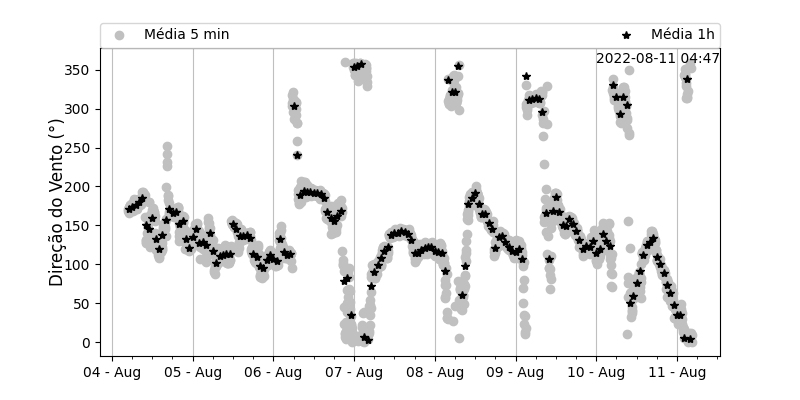 Média 5 min
Média 1h
2022-08-11 04:47
Direção do Vento (°)
350
300
250
200
150
100
50
0
04 - Aug
05 - Aug
06 - Aug
07 - Aug
08 - Aug
09 - Aug
10 - Aug
11 - Aug